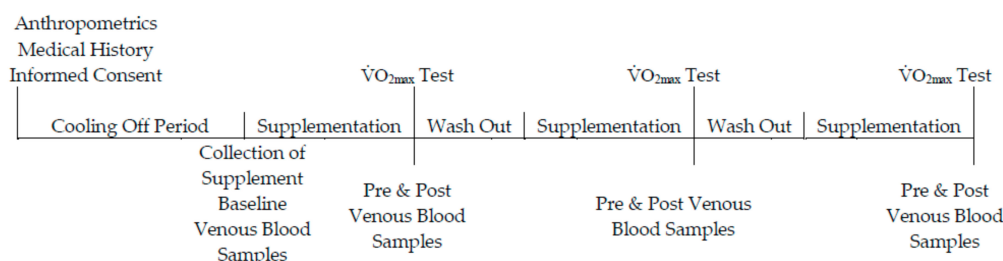 Anthropometrics
Medical History
Informed Consent
V̇O2max Test
V̇O2max Test
V̇O2max Test
Cooling Off Period
Supplementation
Wash Out
Supplementation
Wash Out
Supplementation
Collection of
Supplement
Baseline
Venous Blood
Samples
Pre & Post
Venous Blood
Samples
Pre & Post Venous
Blood Samples
Pre & Post
Venous Blood
Samples